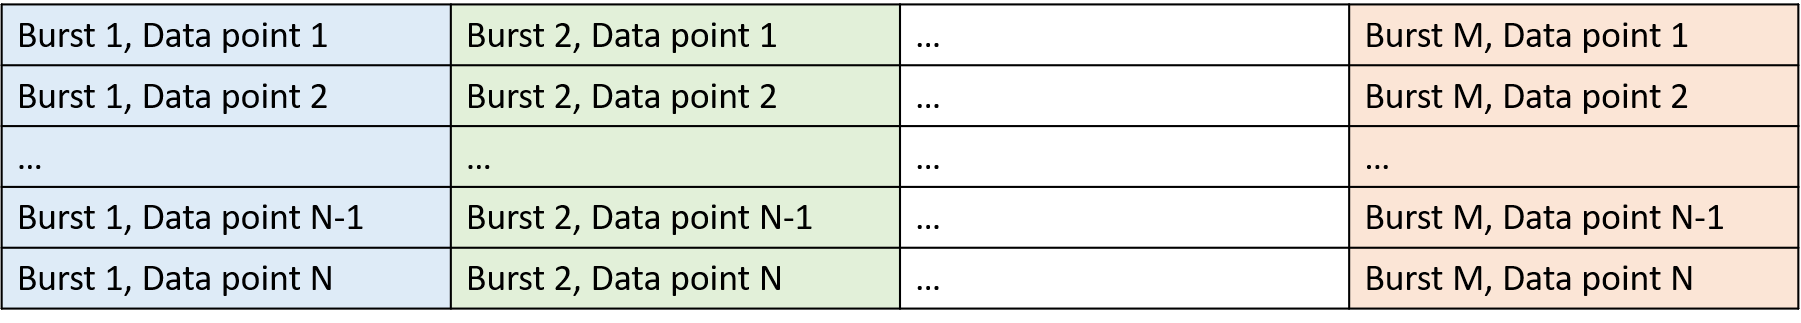 Burst 1, Data point 1 Burst 2, Data point 1 ... Burst M, Data point 1
Burst 1, Data point 2 Burst 2, Data point 2 ... Burst M, Data point 2
... ... ... ...
Burst 1, Data point N-1 Burst 2, Data point N-1 ... Burst M, Data point N-1
Burst 1, Data point N Burst 2, Data point N ... Burst M, Data point N